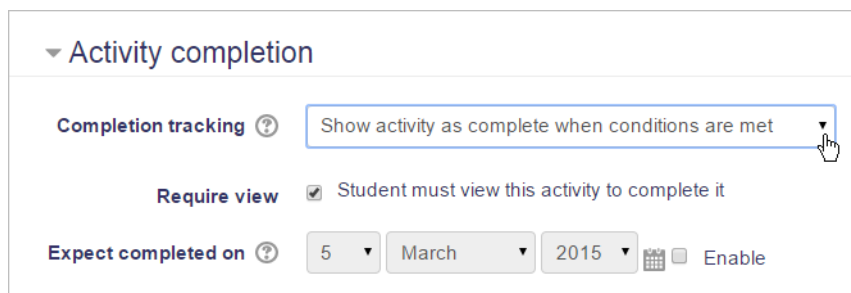 Activity completion
Completion tracking ? Show activity as complete when conditions are met
Require view Student must view this activity to complete it
Expect completed on ? 5 March 2015 Enable